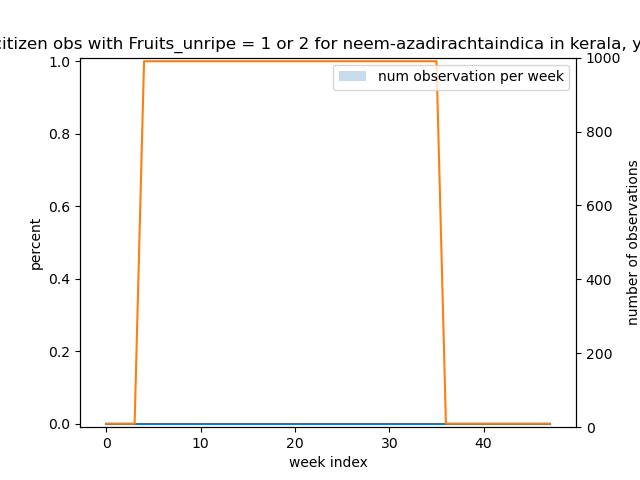 citizen obs with Fruits_unripe = 1 or 2 for neem-azadirachtaindica in kerala, y
num observation per week
1.0
0.8
0.6
0.4
0.2
0.0
percent
1000
800
600
400
200
0
number of observations
0 10 20 30 40
week index